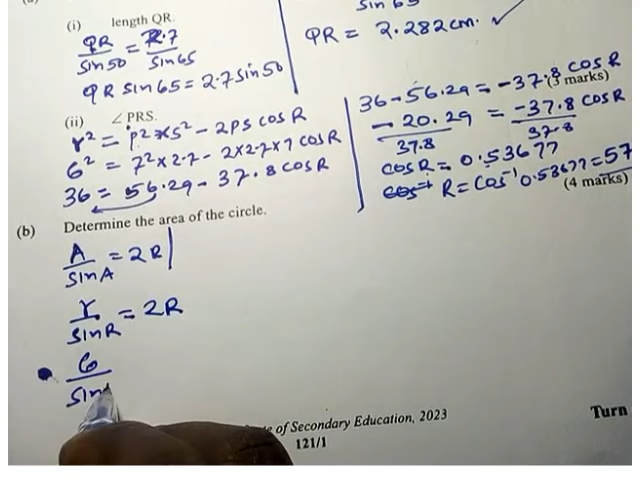 (i) length QR.
QR/Sin50 = 2.7/Sin65
QR Sin65 = 2.7Sin50
QR = 2.282cm. ✓
(3 marks)
(ii) ∠ PRS.
r² = p² × s² - 2PS cos R
6² = 7² × 2.7 - 2×2.7×7 cos R
36 = 56.29 - 37.8 cos R
36 - 56.29 = -37.8 cos R
- 20.29/37.8 = -37.8 cos R/37.8
cos R = 0.53677
cos⁻¹ R = Cos⁻¹ 0.53677 = 57
(4 marks)
(b) Determine the area of the circle.
A/SinA = 2R
r/SinR = 2R
6/Sin
of Secondary Education, 2023
121/1
Turn